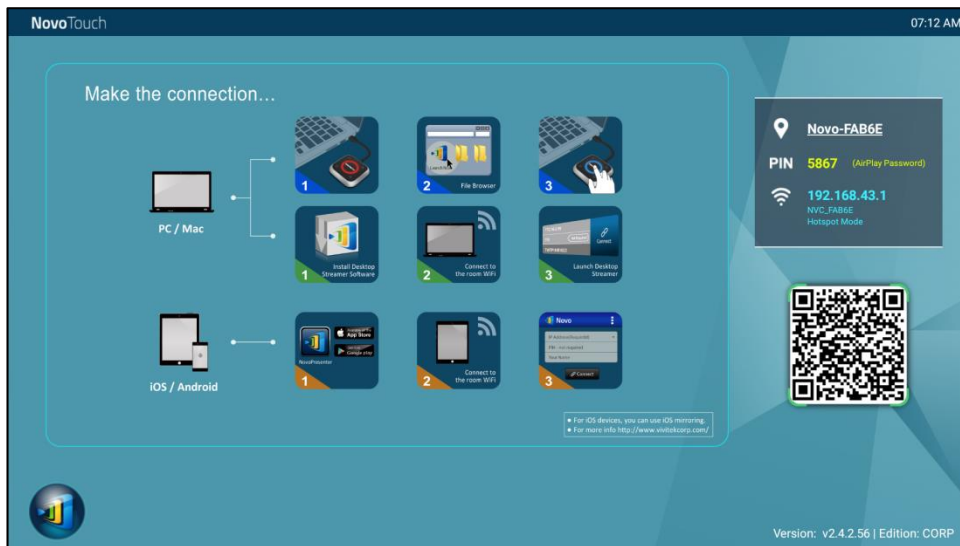 NovoTouch
07:12 AM
Make the connection...
PC / Mac
1
2
File Browser
3
1
Install Desktop
Streamer Software
2
Connect to
the room WiFi
3
Connect
Launch Desktop
Streamer
iOS / Android
NovoPresenter
App Store
Google play
1
2
Connect to
the room WiFi
Novo
Connect
3
• For iOS devices, you can use iOS mirroring.
• For more info http://www.vivitekcorp.com/
Novo-FAB6E
PIN 5867 (AirPlay Password)
192.168.43.1
NVC_FAB6E
Hotspot Mode
Version: v2.4.2.56 | Edition: CORP